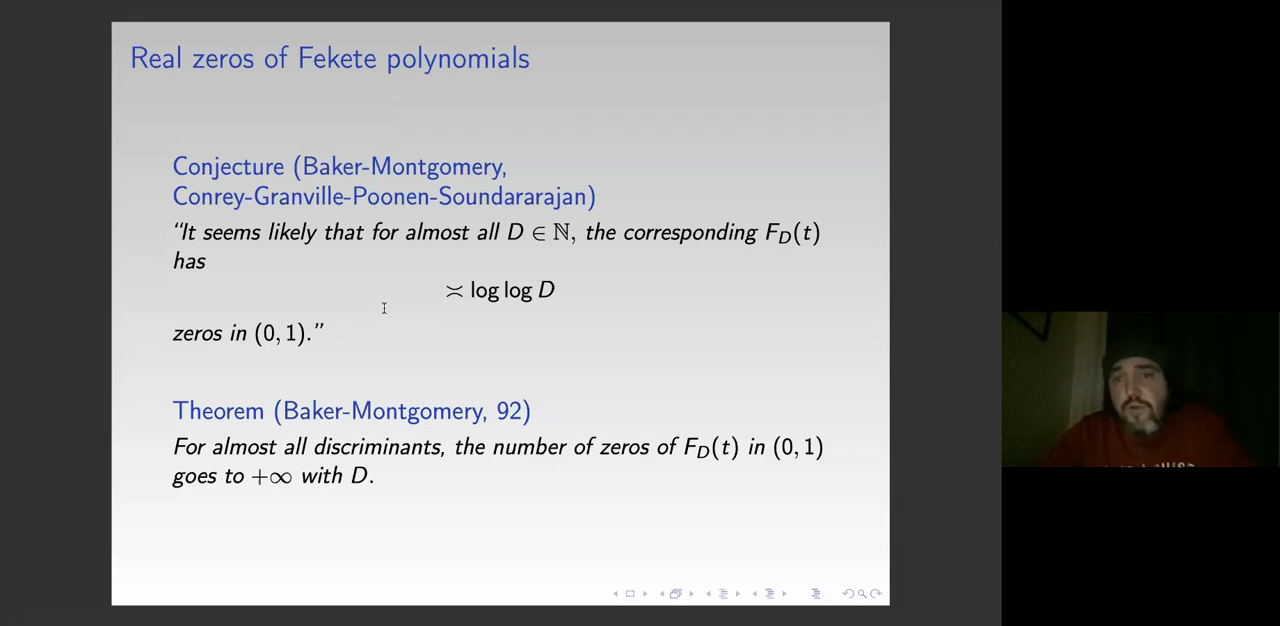 Real zeros of Fekete polynomials
Conjecture (Baker-Montgomery,
Conrey-Granville-Poonen-Soundararajan)
“It seems likely that for almost all D ∈ ℕ, the corresponding F_D(t)
has
≍ log log D
zeros in (0, 1).”
Theorem (Baker-Montgomery, 92)
For almost all discriminants, the number of zeros of F_D(t) in (0, 1)
goes to +∞ with D.